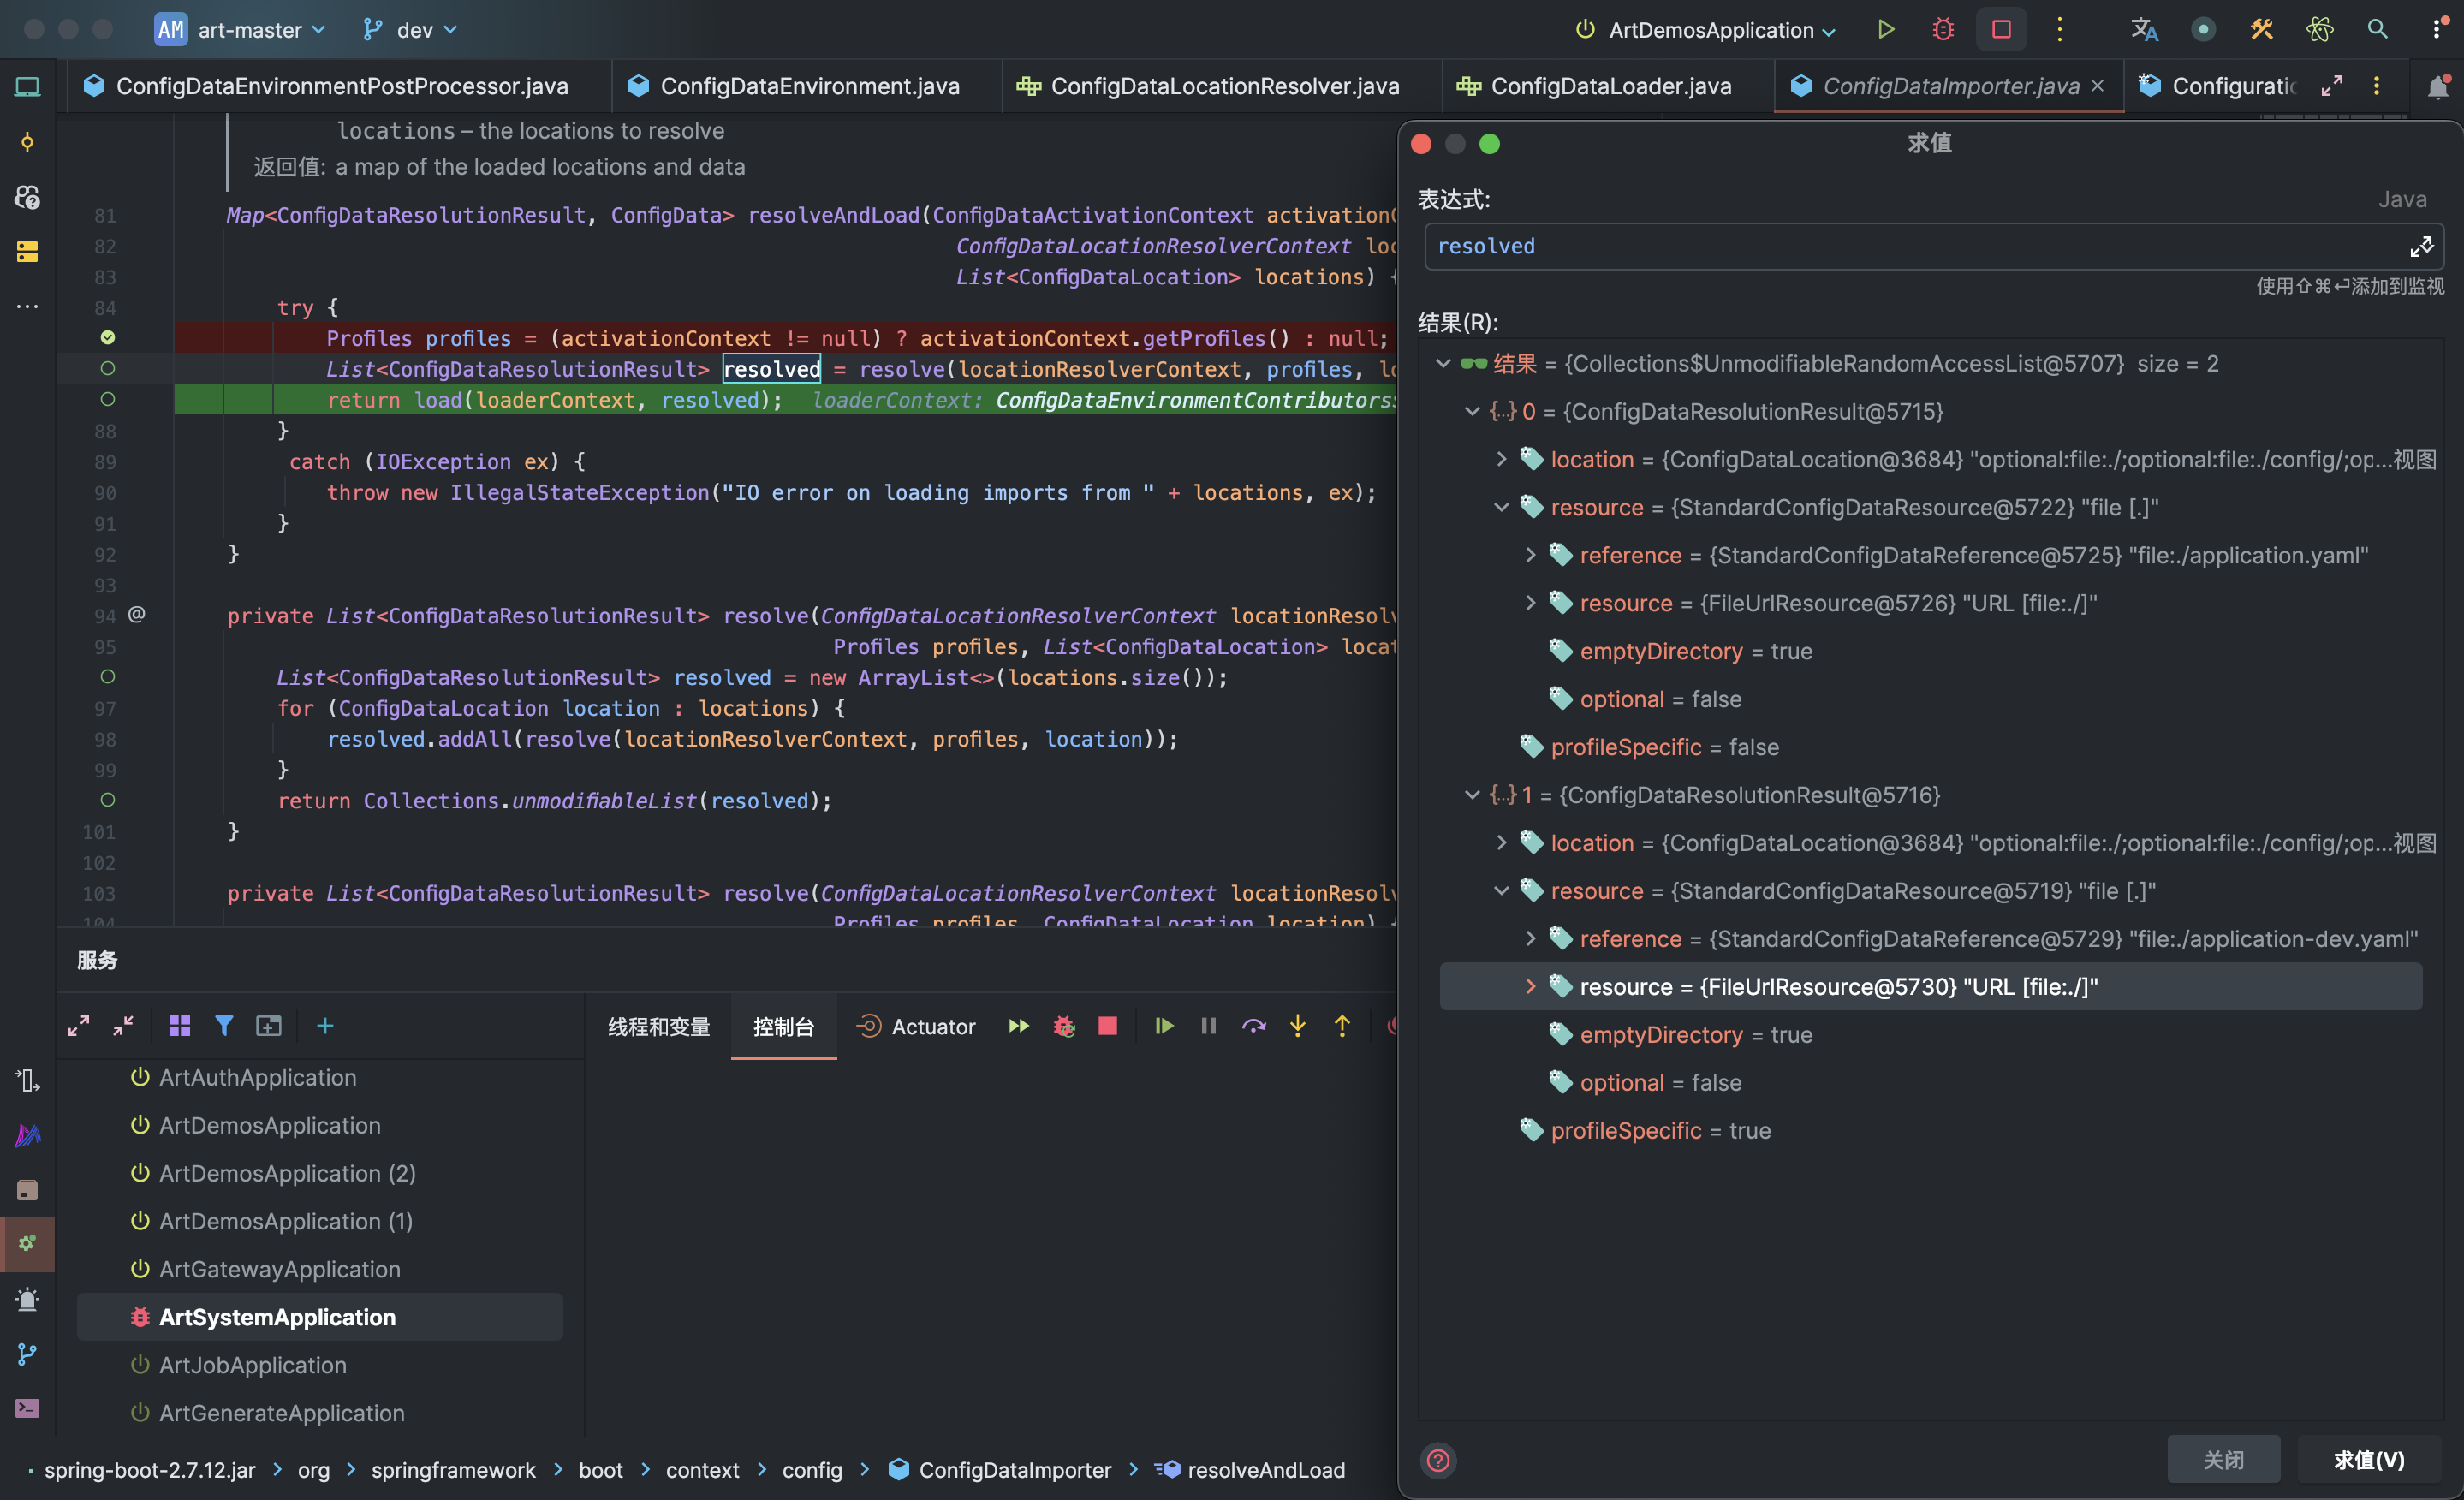 AM art-master dev ArtDemosApplication
ConfigDataEnvironmentPostProcessor.java ConfigDataEnvironment.java ConfigDataLocationResolver.java ConfigDataLoader.java ConfigDataImporter.java Configuratic
locations – the locations to resolve
返回值: a map of the loaded locations and data
81 Map<ConfigDataResolutionResult, ConfigData> resolveAndLoad(ConfigDataActivationContext activationC
82 ConfigDataLocationResolverContext loc
83 List<ConfigDataLocation> locations) {
84 try {
Profiles profiles = (activationContext != null) ? activationContext.getProfiles() : null;
List<ConfigDataResolutionResult> resolved = resolve(locationResolverContext, profiles, lo
return load(loaderContext, resolved); loaderContext: ConfigDataEnvironmentContributors$
88 }
89 catch (IOException ex) {
90 throw new IllegalStateException("IO error on loading imports from " + locations, ex);
91 }
92 }
93
94 @ private List<ConfigDataResolutionResult> resolve(ConfigDataLocationResolverContext locationResolv
95 Profiles profiles, List<ConfigDataLocation> locat
List<ConfigDataResolutionResult> resolved = new ArrayList<>(locations.size());
97 for (ConfigDataLocation location : locations) {
98 resolved.addAll(resolve(locationResolverContext, profiles, location));
99 }
return Collections.unmodifiableList(resolved);
101 }
102
103 private List<ConfigDataResolutionResult> resolve(ConfigDataLocationResolverContext locationResolv
104 Profiles profiles, ConfigDataLocation location) {
服务
线程和变量 控制台 Actuator
ArtAuthApplication
ArtDemosApplication
ArtDemosApplication (2)
ArtDemosApplication (1)
ArtGatewayApplication
ArtSystemApplication
ArtJobApplication
ArtGenerateApplication
spring-boot-2.7.12.jar > org > springframework > boot > context > config > ConfigDataImporter > resolveAndLoad
求值
表达式: Java
resolved
使用⇧⌘⏎添加到监视
结果(R):
结果 = {Collections$UnmodifiableRandomAccessList@5707} size = 2
{...} 0 = {ConfigDataResolutionResult@5715}
location = {ConfigDataLocation@3684} "optional:file:./;optional:file:./config/;op...视图
resource = {StandardConfigDataResource@5722} "file [.]"
reference = {StandardConfigDataReference@5725} "file:./application.yaml"
resource = {FileUrlResource@5726} "URL [file:./]"
emptyDirectory = true
optional = false
profileSpecific = false
{...} 1 = {ConfigDataResolutionResult@5716}
location = {ConfigDataLocation@3684} "optional:file:./;optional:file:./config/;op...视图
resource = {StandardConfigDataResource@5719} "file [.]"
reference = {StandardConfigDataReference@5729} "file:./application-dev.yaml"
resource = {FileUrlResource@5730} "URL [file:./]"
emptyDirectory = true
optional = false
profileSpecific = true
关闭 求值(V)